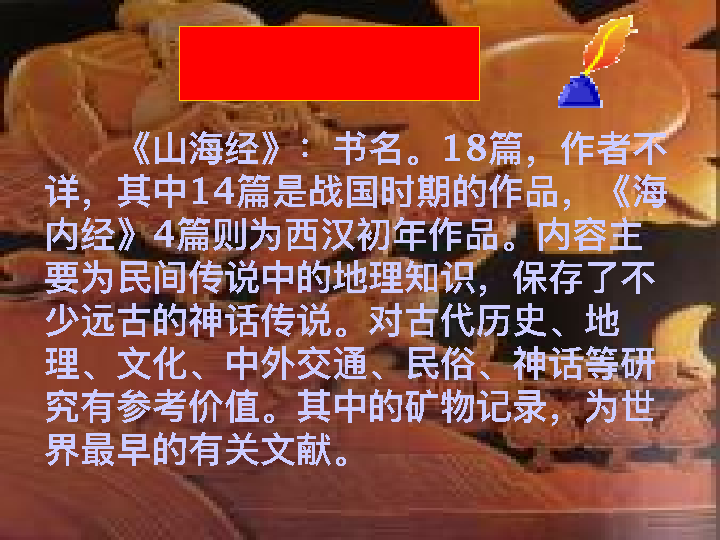 《山海经》：书名。18篇，作者不
详，其中14篇是战国时期的作品，《海
内经》4篇则为西汉初年作品。内容主
要为民间传说中的地理知识，保存了不
少远古的神话传说。对古代历史、地
理、文化、中外交通、民俗、神话等研
究有参考价值。其中的矿物记录，为世
界最早的有关文献。